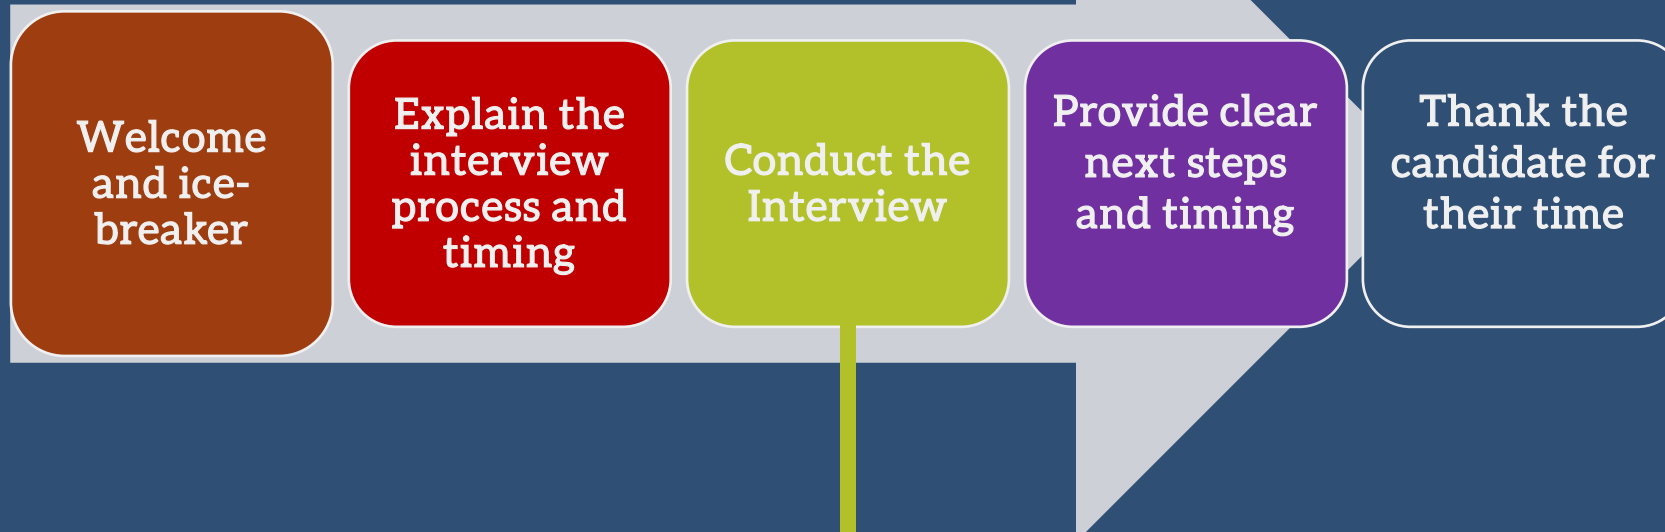 Welcome
and ice-
breaker
Explain the
interview
process and
timing
Conduct the
Interview
Provide clear
next steps
and timing
Thank the
candidate for
their time